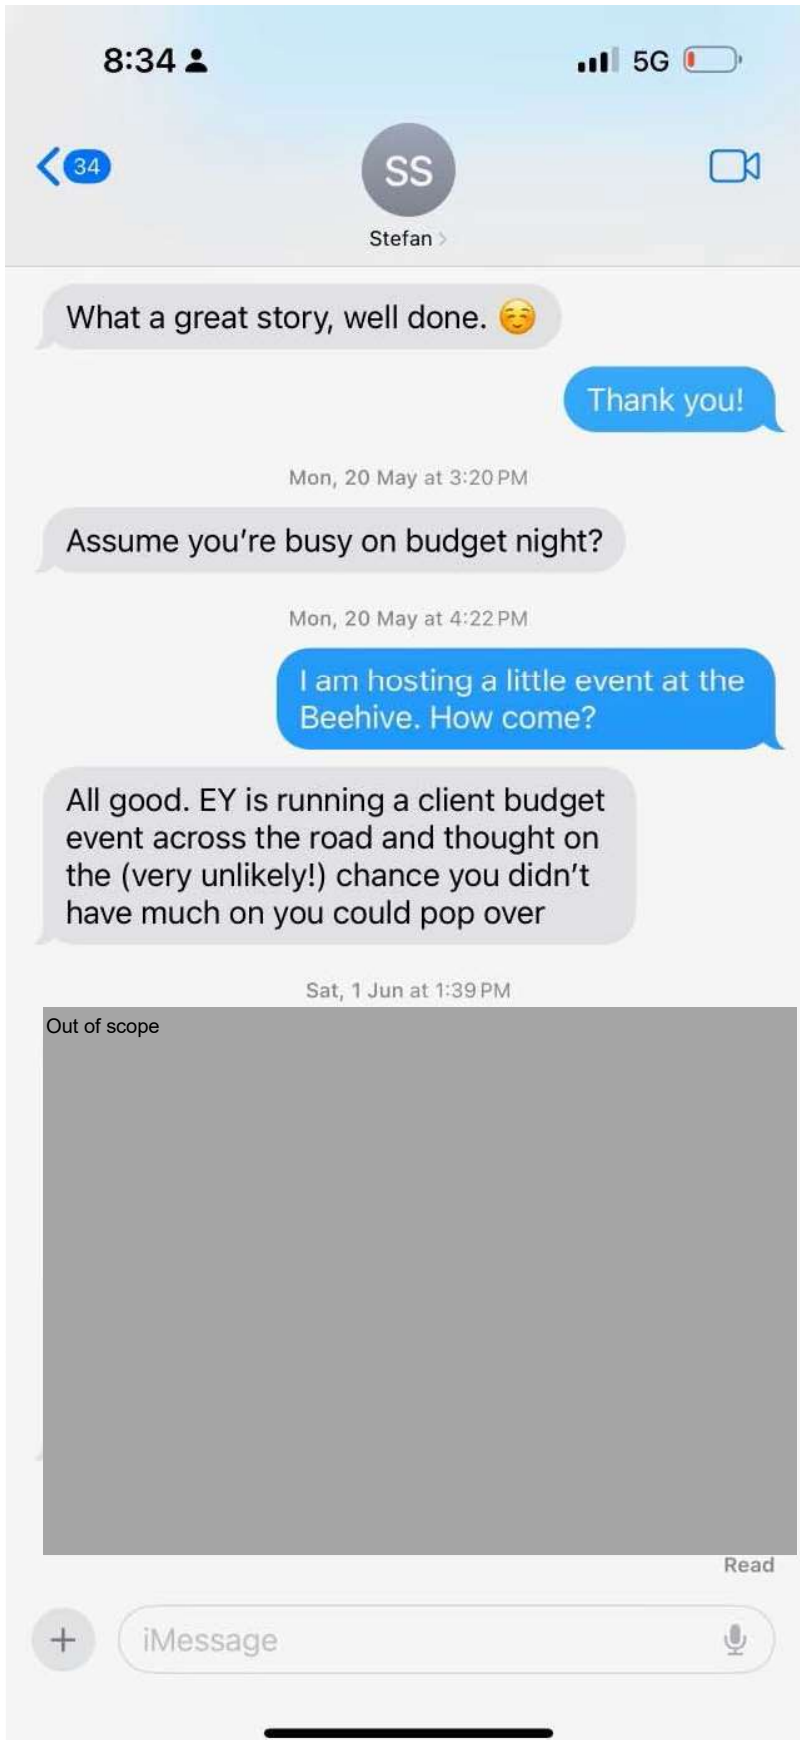 8:34
5G
34
SS
Stefan
What a great story, well done. ☺️
Thank you!
Mon, 20 May at 3:20 PM
Assume you’re busy on budget night?
Mon, 20 May at 4:22 PM
I am hosting a little event at the
Beehive. How come?
All good. EY is running a client budget
event across the road and thought on
the (very unlikely!) chance you didn’t
have much on you could pop over
Sat, 1 Jun at 1:39 PM
Out of scope
Read
iMessage